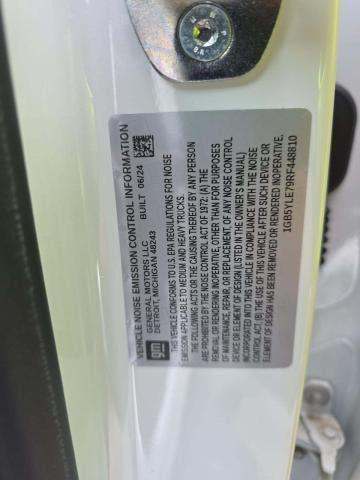 VEHICLE NOISE EMISSION CONTROL INFORMATION
gm
GENERAL MOTORS LLC
DETROIT, MICHIGAN 48243
BUILT 06/24
THIS VEHICLE CONFORMS TO U.S. EPA REGULATIONS FOR NOISE
EMISSION APPLICABLE TO MEDIUM AND HEAVY TRUCKS.
THE FOLLOWING ACTS OR THE CAUSING THEREOF BY ANY PERSON
ARE PROHIBITED BY THE NOISE CONTROL ACT OF 1972: (A) THE
REMOVAL OR RENDERING INOPERATIVE, OTHER THAN FOR PURPOSES
OF MAINTENANCE, REPAIR, OR REPLACEMENT, OF ANY NOISE CONTROL
DEVICE OR ELEMENT OF DESIGN (LISTED IN THE OWNER'S MANUAL)
INCORPORATED INTO THIS VEHICLE IN COMPLIANCE WITH THE NOISE
CONTROL ACT; (B) THE USE OF THIS VEHICLE AFTER SUCH DEVICE OR
ELEMENT OF DESIGN HAS BEEN REMOVED OR RENDERED INOPERATIVE.
1GB5YLE79RF448810